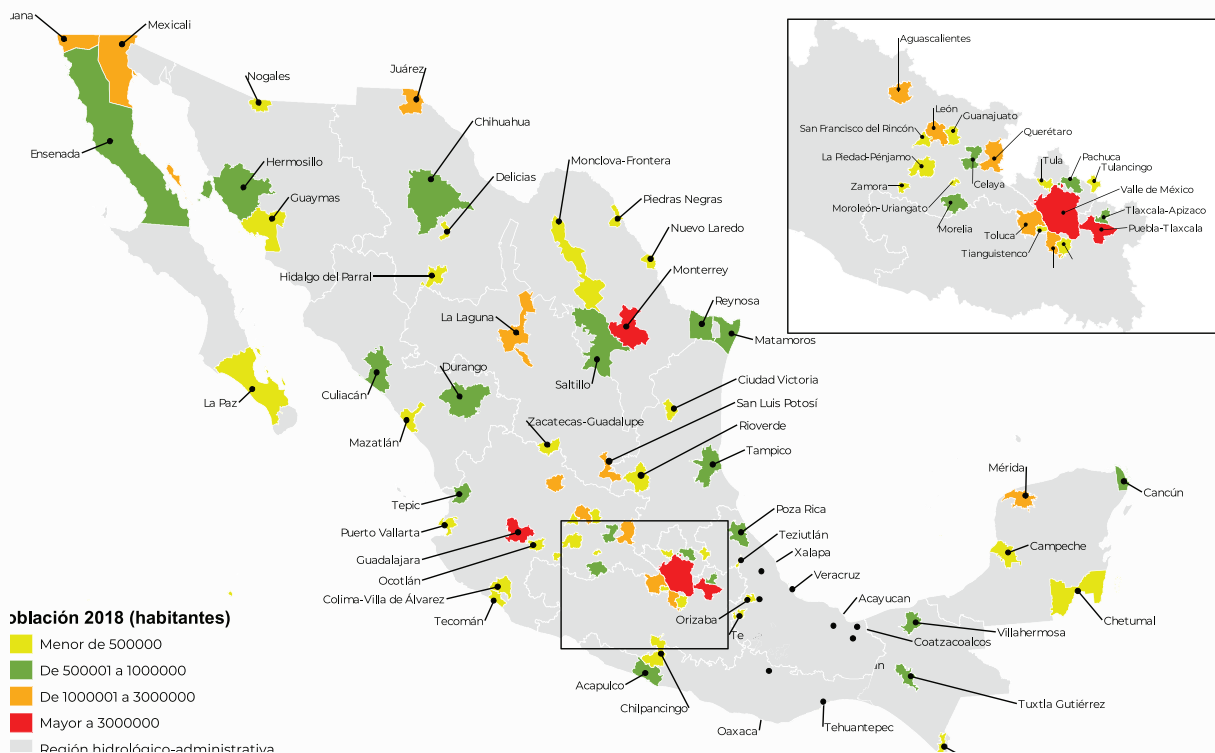 uana
Mexicali
Nogales
Juárez
Chihuahua
Ensenada
Hermosillo
Guaymas
Delicias
Monclova-Frontera
Piedras Negras
Nuevo Laredo
Hidalgo del Parral
Monterrey
La Laguna
Reynosa
Matamoros
Durango
Saltillo
Culiacán
La Paz
Ciudad Victoria
San Luis Potosí
Mazatlán
Zacatecas-Guadalupe
Rioverde
Tampico
Mérida
Cancún
Tepic
Puerto Vallarta
Poza Rica
Teziutlán
Xalapa
Guadalajara
Campeche
Ocotlán
Veracruz
Colima-Villa de Álvarez
Acayucan
Tecomán
Orizaba
Te
Coatzacoalcos
Villahermosa
Chetumal
an
Acapulco
Chilpancingo
Tuxtla Gutiérrez
Oaxaca
Tehuantepec
Aguascalientes
León
Guanajuato
San Francisco del Rincón
Querétaro
La Piedad-Pénjamo
Tula
Pachuca
Tulancingo
Zamora
Celaya
Valle de México
Moroleón-Uriangato
Tlaxcala-Apizaco
Morelia
Toluca
Puebla-Tlaxcala
Tianguistenco
oblación 2018 (habitantes)
Menor de 500000
De 500001 a 1000000
De 1000001 a 3000000
Mayor a 3000000
Región hidrológico-administrativa